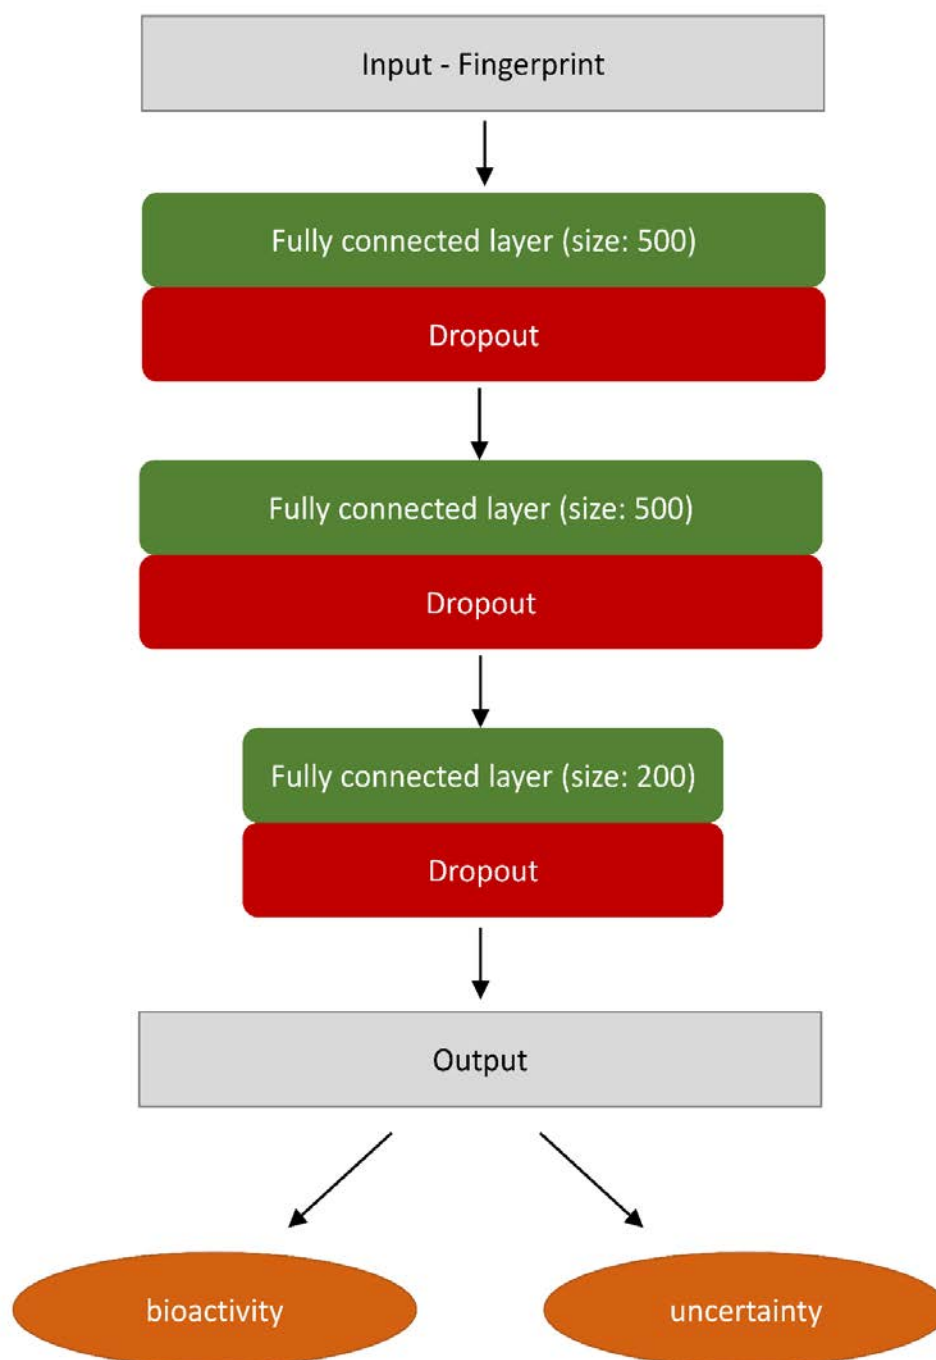 Input - Fingerprint
Fully connected layer (size: 500)
Dropout
Fully connected layer (size: 500)
Dropout
Fully connected layer (size: 200)
Dropout
Output
bioactivity
uncertainty